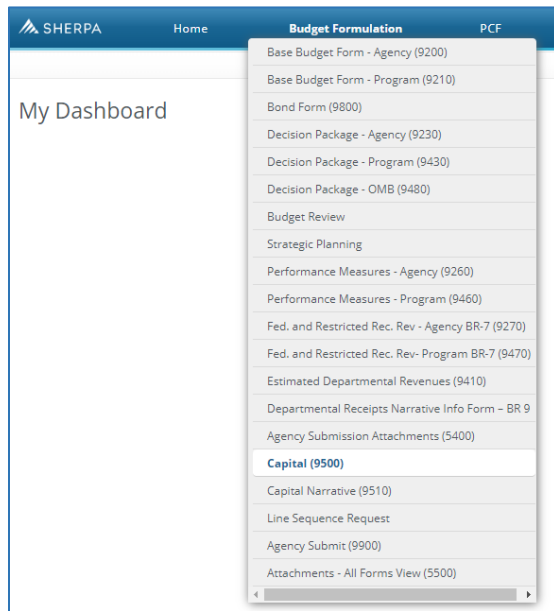 SHERPA Home Budget Formulation PCF
Base Budget Form - Agency (9200)
Base Budget Form - Program (9210)
My Dashboard
Bond Form (9800)
Decision Package - Agency (9230)
Decision Package - Program (9430)
Decision Package - OMB (9480)
Budget Review
Strategic Planning
Performance Measures - Agency (9260)
Performance Measures - Program (9460)
Fed. and Restricted Rec. Rev - Agency BR-7 (9270)
Fed. and Restricted Rec. Rev- Program BR-7 (9470)
Estimated Departmental Revenues (9410)
Departmental Receipts Narrative Info Form – BR 9
Agency Submission Attachments (5400)
Capital (9500)
Capital Narrative (9510)
Line Sequence Request
Agency Submit (9900)
Attachments - All Forms View (5500)